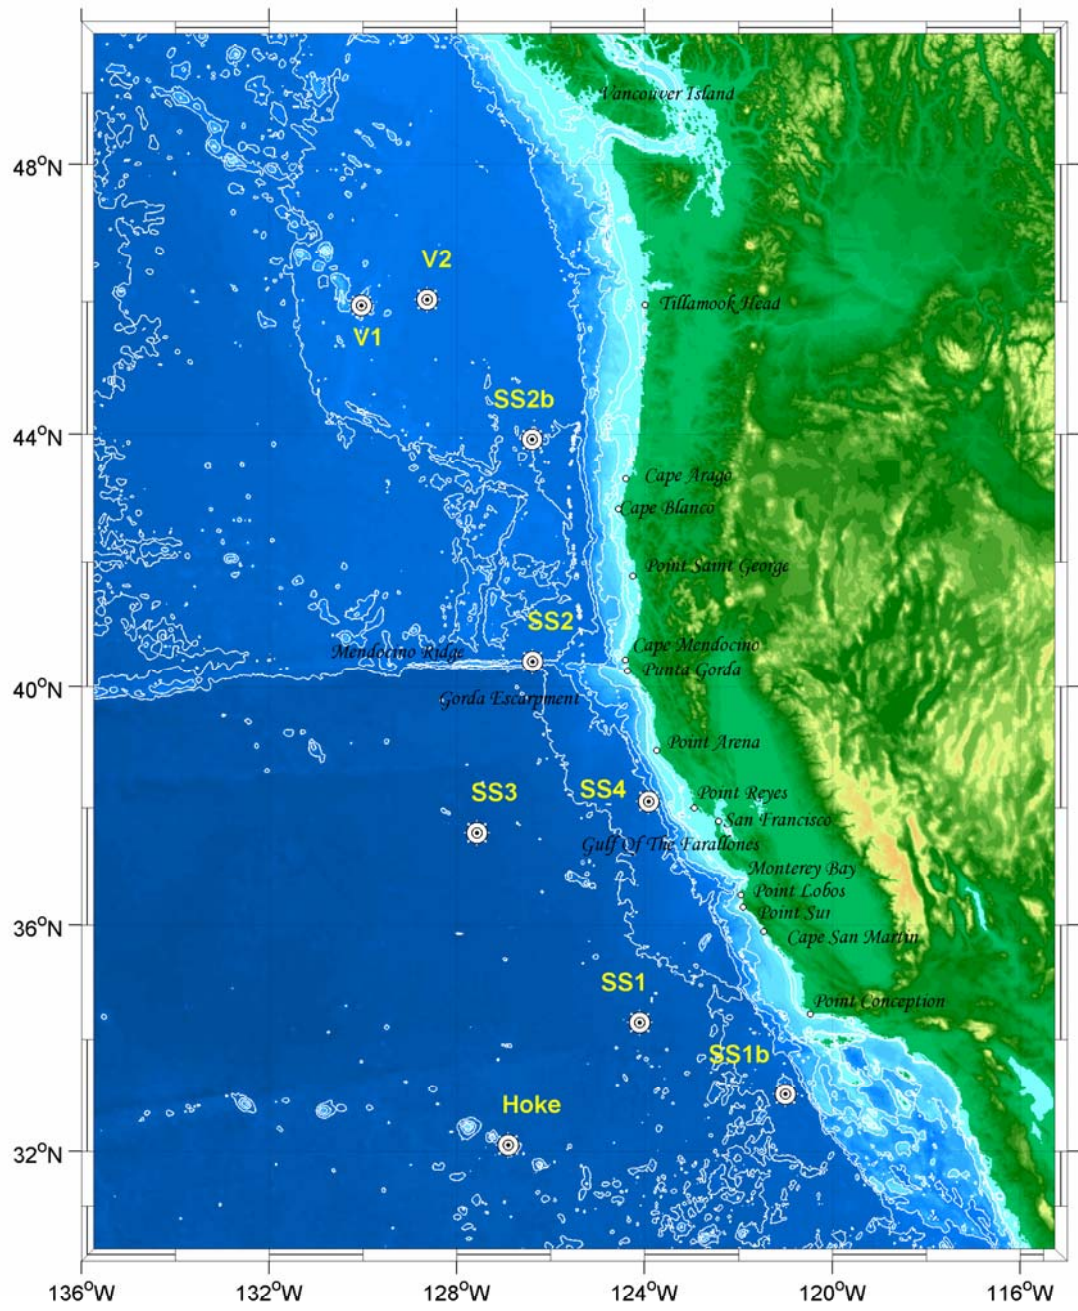 Vancouver Island
48°N
V2
Tillamook Head
V1
SS2b
44°N
Cape Arago
Cape Blanco
Point Saint George
SS2
Cape Mendocino
Mendocino Ridge
Punta Gorda
40°N
Gorda Escarpment
Point Arena
SS3
SS4
Point Reyes
San Francisco
Gulf Of The Farallones
Monterey Bay
Point Lobos
Point Sur
36°N
Cape San Martin
SS1
Point Conception
SS1b
Hoke
32°N
136°W
132°W
128°W
124°W
120°W
116°W